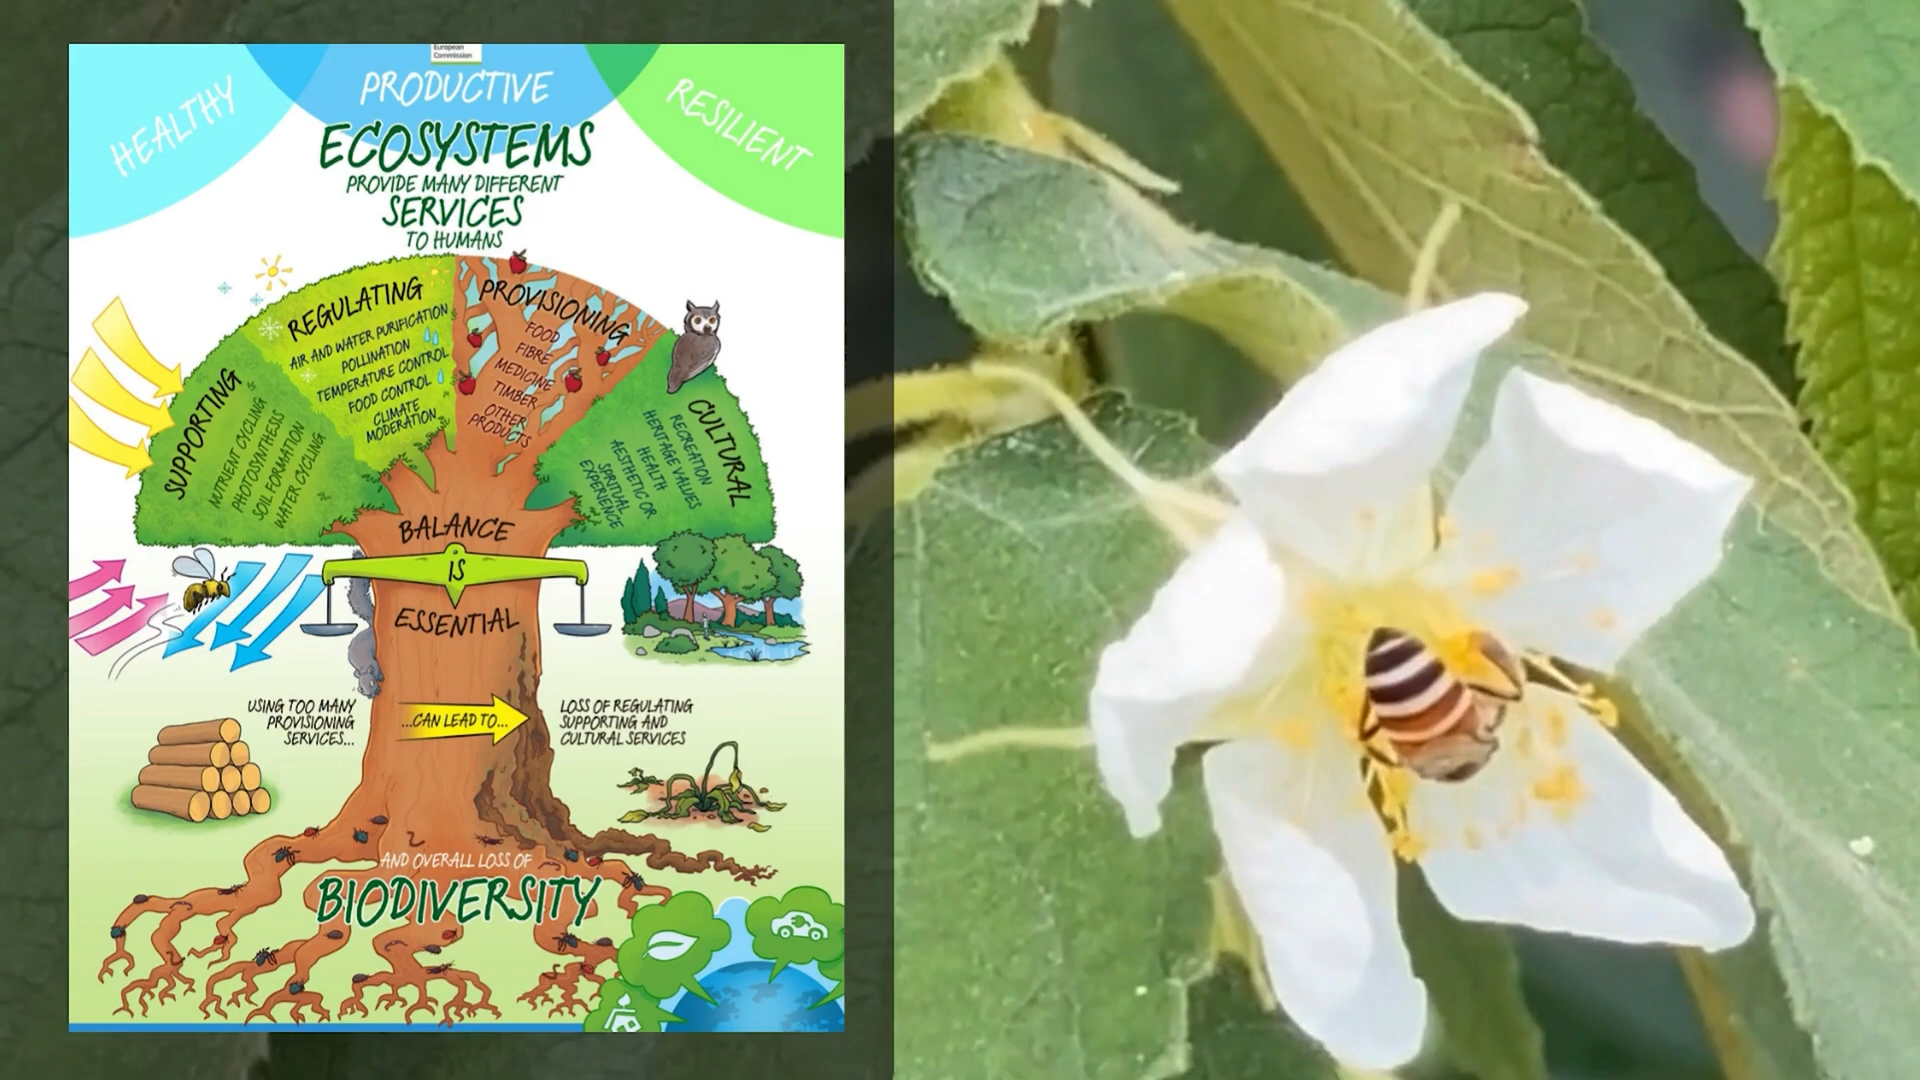 European
Commission
HEALTHY
PRODUCTIVE
RESILIENT
ECOSYSTEMS
PROVIDE MANY DIFFERENT
SERVICES
TO HUMANS
SUPPORTING
NUTRIENT CYCLING
PHOTOSYNTHESIS
SOIL FORMATION
WATER CYCLING
REGULATING
AIR AND WATER PURIFICATION
POLLINATION
TEMPERATURE CONTROL
FOOD CONTROL
CLIMATE
MODERATION
PROVISIONING
FOOD
FIBRE
MEDICINE
TIMBER
OTHER
PRODUCTS
CULTURAL
RECREATION
HERITAGE VALUES
HEALTH
AESTHETIC OR
SPIRITUAL
EXPERIENCE
BALANCE
IS
ESSENTIAL
USING TOO MANY
PROVISIONING
SERVICES...
...CAN LEAD TO...
LOSS OF REGULATING
SUPPORTING AND
CULTURAL SERVICES
AND OVERALL LOSS OF
BIODIVERSITY